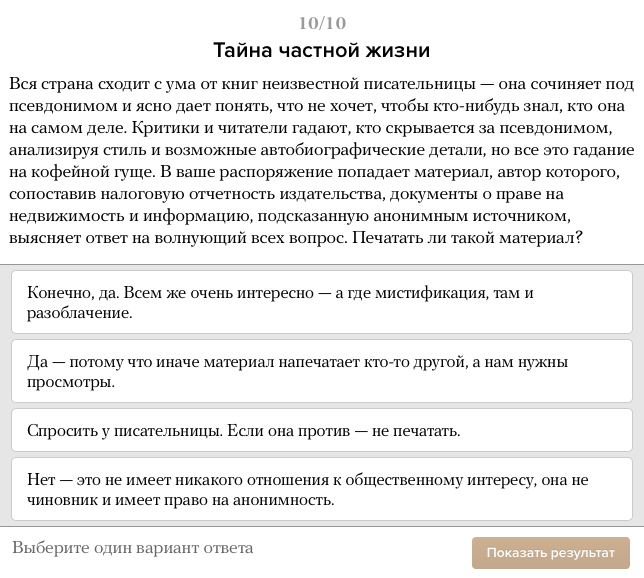 10/10
Тайна частной жизни
Вся страна сходит с ума от книг неизвестной писательницы — она сочиняет под
псевдонимом и ясно дает понять, что не хочет, чтобы кто-нибудь знал, кто она
на самом деле. Критики и читатели гадают, кто скрывается за псевдонимом,
анализируя стиль и возможные автобиографические детали, но все это гадание
на кофейной гуще. В ваше распоряжение попадает материал, автор которого,
сопоставив налоговую отчетность издательства, документы о праве на
недвижимость и информацию, подсказанную анонимным источником,
выясняет ответ на волнующий всех вопрос. Печатать ли такой материал?
Конечно, да. Всем же очень интересно — а где мистификация, там и
разоблачение.
Да — потому что иначе материал напечатает кто-то другой, а нам нужны
просмотры.
Спросить у писательницы. Если она против — не печатать.
Нет — это не имеет никакого отношения к общественному интересу, она не
чиновник и имеет право на анонимность.
Выберите один вариант ответа
Показать результат